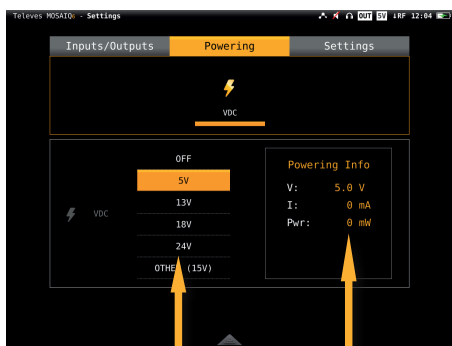 Televes MOSAIQ6 - Settings OUT 5V ↓RF 12:04
Inputs/Outputs Powering Settings
VDC
OFF
5V
13V
VDC
18V
24V
OTHER (15V)
Powering Info
V: 5.0 V
I: 0 mA
Pwr: 0 mW